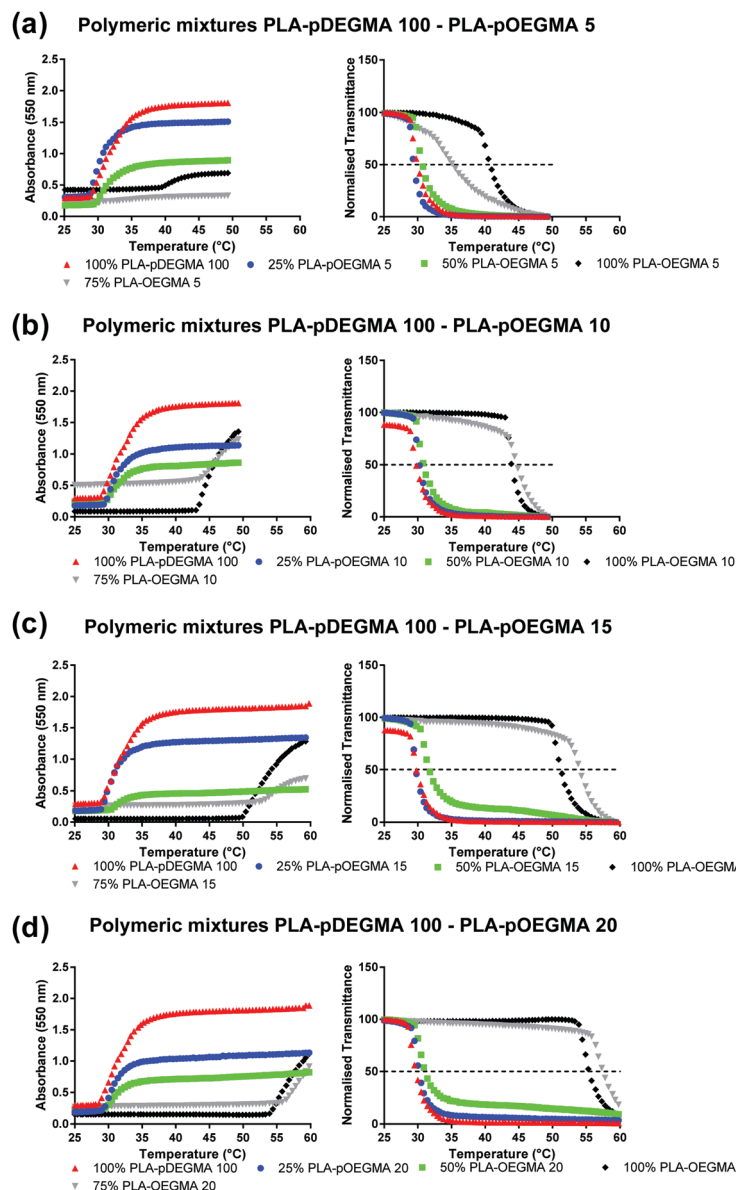 (a) Polymeric mixtures PLA-pDEGMA 100 - PLA-pOEGMA 5
Absorbance (550 nm)
2.5
2.0
1.5
1.0
0.5
0.0
25 30 35 40 45 50 55 60
Temperature (°C)
Normalised Transmittance
150
100
50
0
25 30 35 40 45 50 55 60
Temperature (°C)
100% PLA-pDEGMA 100 25% PLA-pOEGMA 5 50% PLA-OEGMA 5 100% PLA-OEGMA 5
75% PLA-OEGMA 5
(b) Polymeric mixtures PLA-pDEGMA 100 - PLA-pOEGMA 10
Absorbance (550 nm)
2.5
2.0
1.5
1.0
0.5
0.0
25 30 35 40 45 50 55 60
Temperature (°C)
Normalised Transmittance
150
100
50
0
25 30 35 40 45 50 55 60
Temperature (°C)
100% PLA-pDEGMA 100 25% PLA-pOEGMA 10 50% PLA-OEGMA 10 100% PLA-OEGMA 10
75% PLA-OEGMA 10
(c) Polymeric mixtures PLA-pDEGMA 100 - PLA-pOEGMA 15
Absorbance (550 nm)
2.5
2.0
1.5
1.0
0.5
0.0
25 30 35 40 45 50 55 60
Temperature (°C)
Normalised Transmittance
150
100
50
0
25 30 35 40 45 50 55 60
Temperature (°C)
100% PLA-pDEGMA 100 25% PLA-pOEGMA 15 50% PLA-OEGMA 15 100% PLA-OEGMA
75% PLA-OEGMA 15
(d) Polymeric mixtures PLA-pDEGMA 100 - PLA-pOEGMA 20
Absorbance (550 nm)
2.5
2.0
1.5
1.0
0.5
0.0
25 30 35 40 45 50 55 60
Temperature (°C)
Normalised Transmittance
150
100
50
0
25 30 35 40 45 50 55 60
Temperature (°C)
100% PLA-pDEGMA 100 25% PLA-pOEGMA 20 50% PLA-OEGMA 20 100% PLA-OEGMA
75% PLA-OEGMA 20